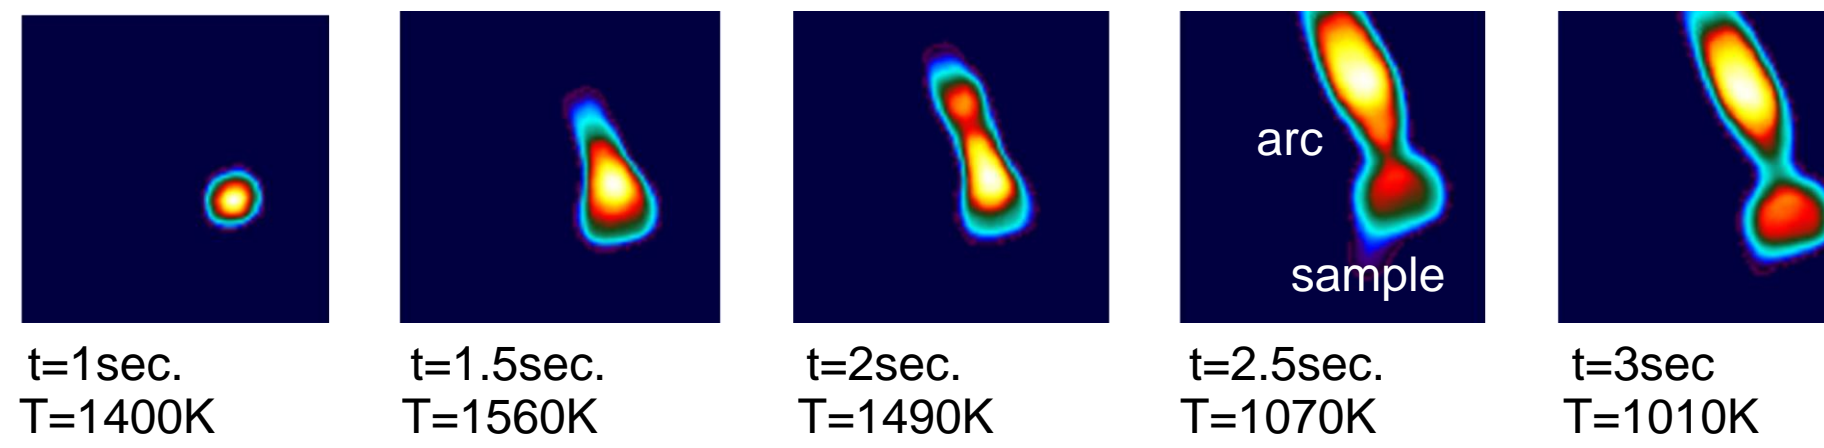 arc
sample
t=1sec.
T=1400K
t=1.5sec.
T=1560K
t=2sec.
T=1490K
t=2.5sec.
T=1070K
t=3sec
T=1010K